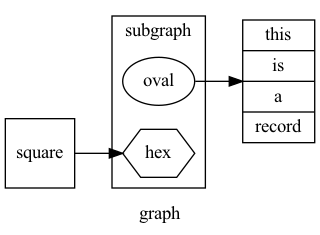 subgraph
oval
this
is
a
record
square
hex
graph